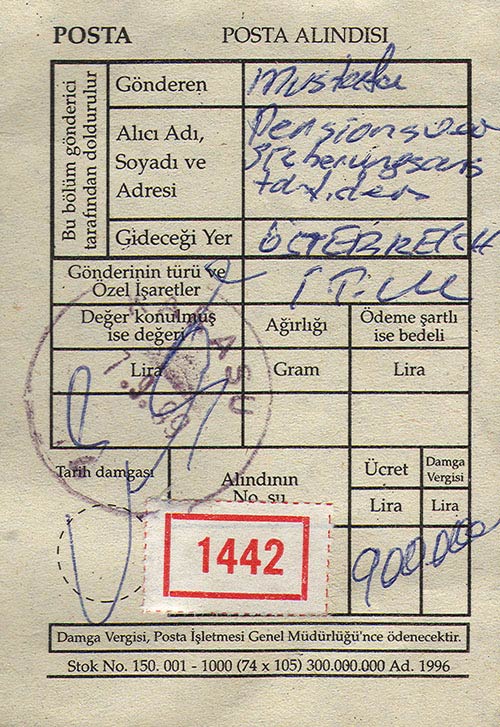 POSTA POSTA ALINDISI
Bu bölüm gönderici
tarafından doldurulur
Gönderen Mustafa
Alıcı Adı,
Soyadı ve
Adresi
Gideceği Yer ÖSTERREICH
Gönderinin türü ve
Özel İşaretler
Değer konulmuş
ise değeri
Ağırlığı
Ödeme şartlı
ise bedeli
Lira Gram Lira
Tarih damgası
Alındının
No. su
Ücret
Damga
Vergisi
Lira Lira
1442
900.000
Damga Vergisi, Posta İşletmesi Genel Müdürlüğü'nce ödenecektir.
Stok No. 150. 001 - 1000 (74 x 105) 300.000.000 Ad. 1996